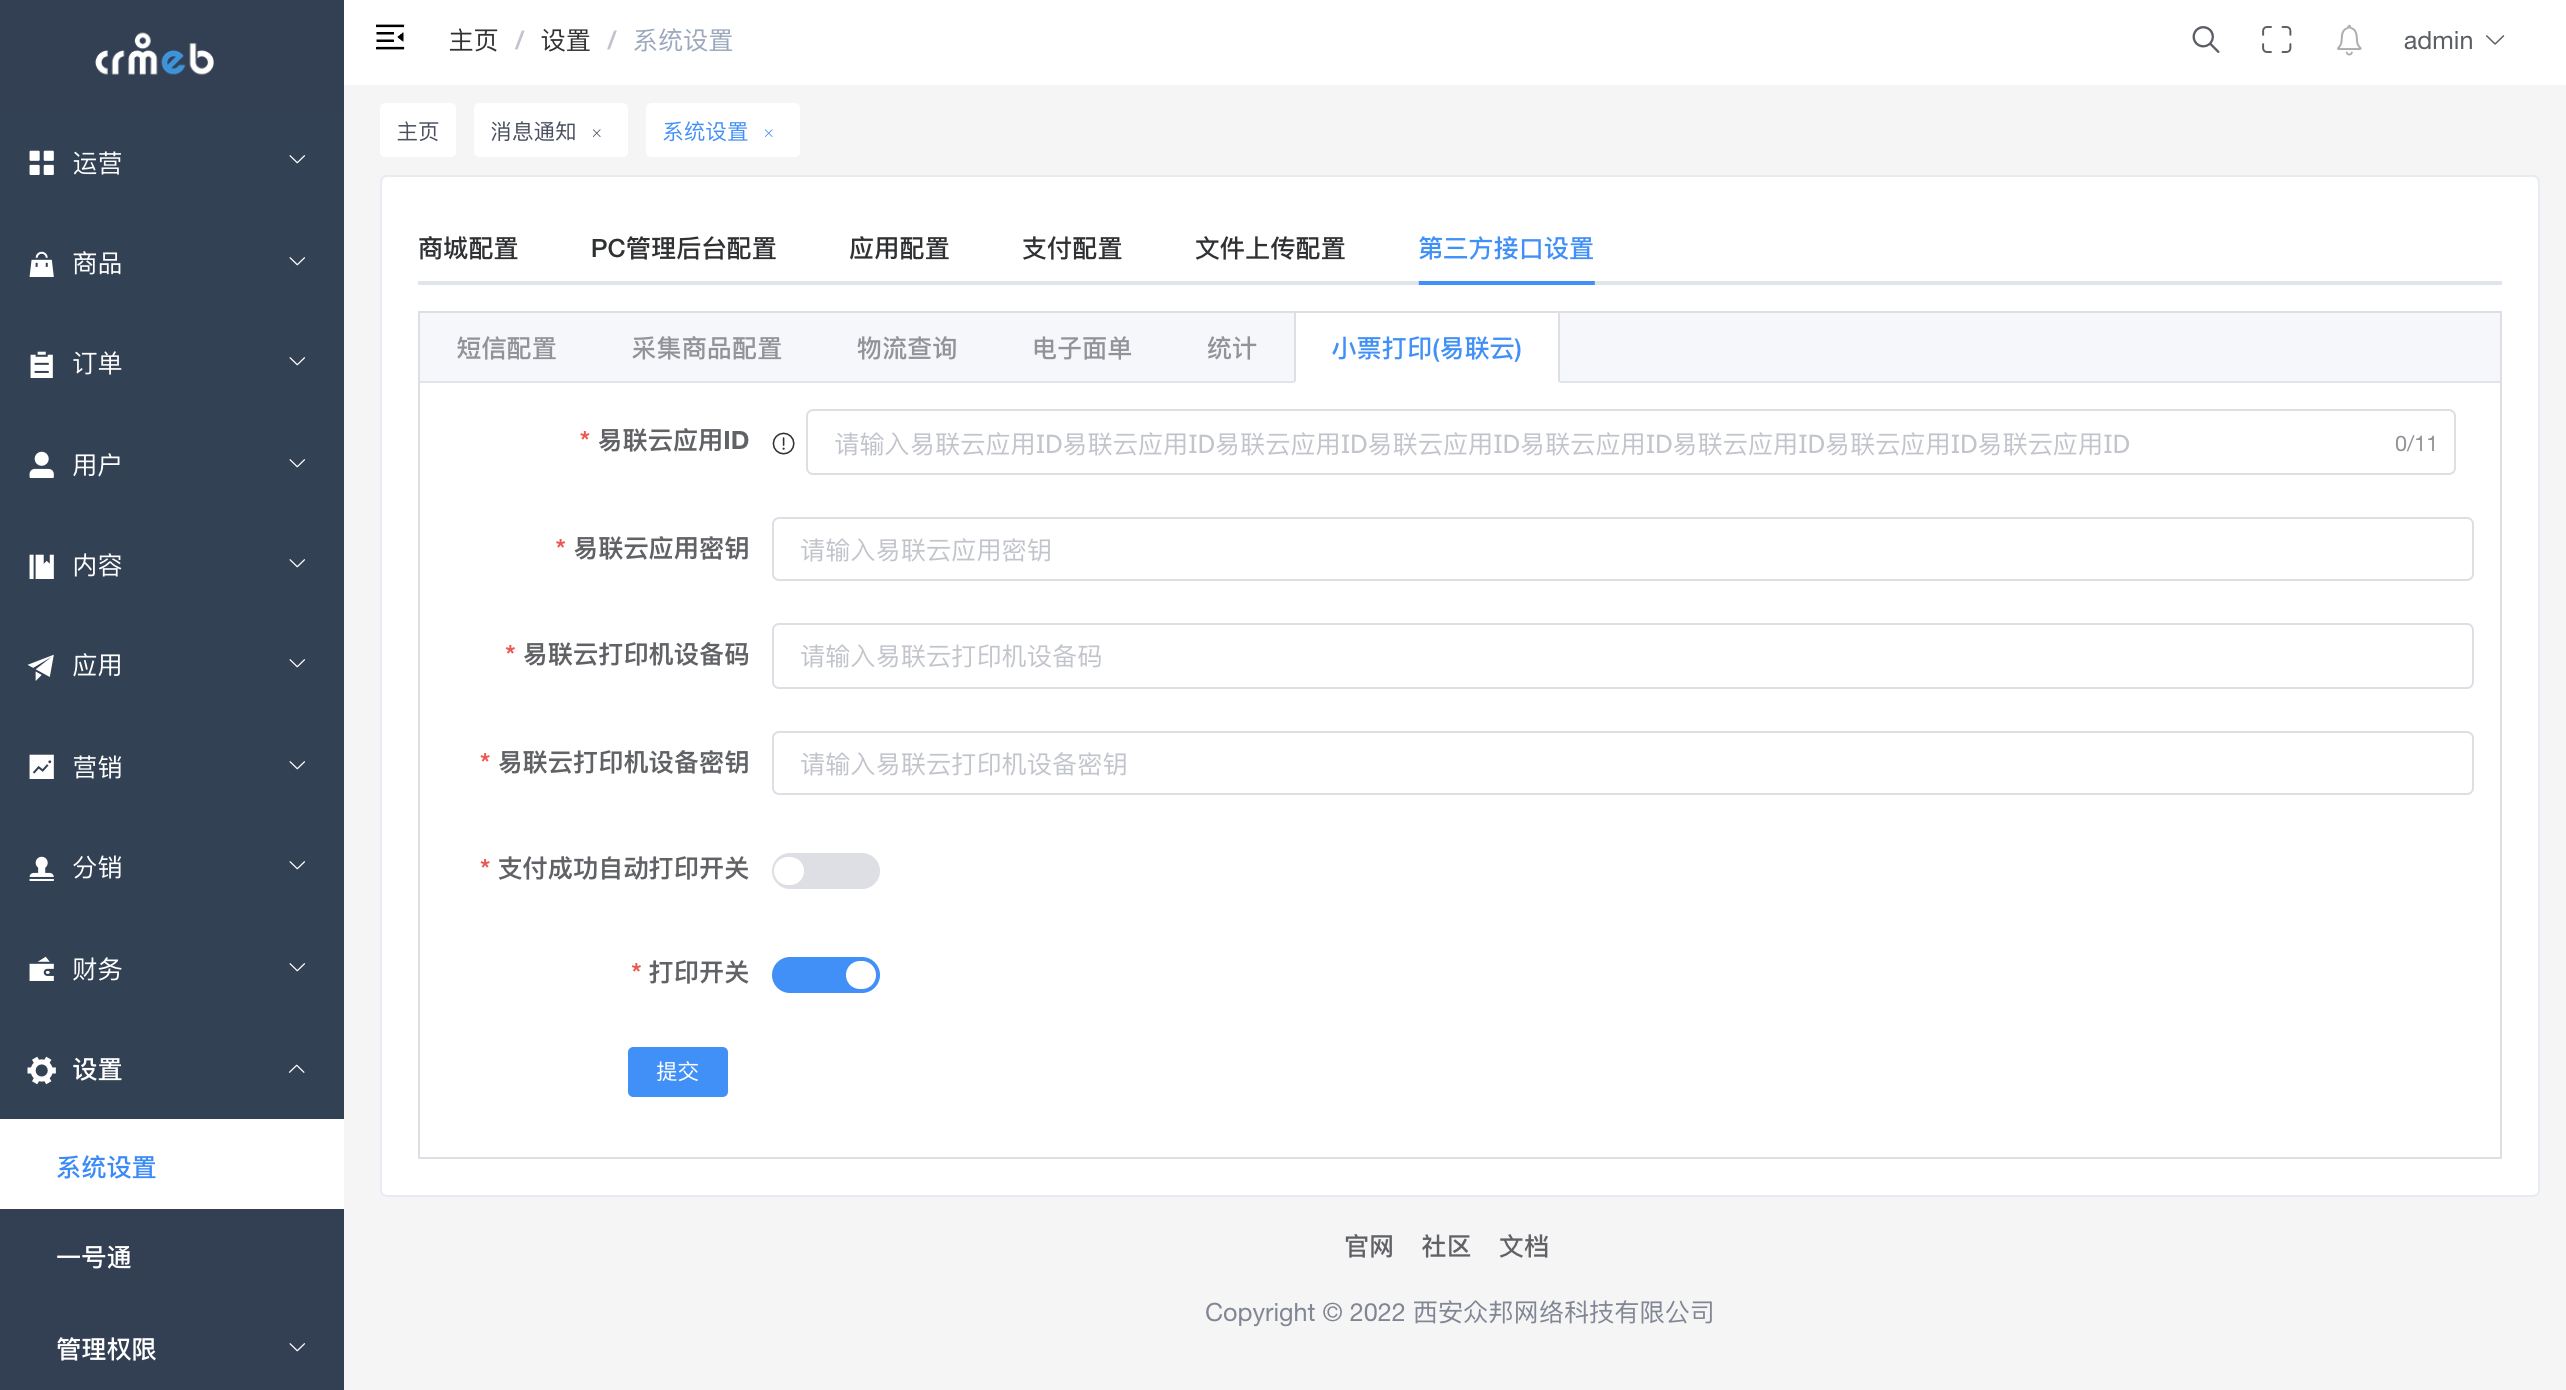 crmeb
主页 / 设置 / 系统设置
admin
主页
消息通知 ×
系统设置 ×
运营
商品
订单
用户
内容
应用
营销
分销
财务
设置
系统设置
一号通
管理权限
商城配置 PC管理后台配置 应用配置 支付配置 文件上传配置 第三方接口设置
短信配置 采集商品配置 物流查询 电子面单 统计 小票打印(易联云)
* 易联云应用ID 请输入易联云应用ID易联云应用ID易联云应用ID易联云应用ID易联云应用ID易联云应用ID易联云应用ID易联云应用ID 0/11
* 易联云应用密钥 请输入易联云应用密钥
* 易联云打印机设备码 请输入易联云打印机设备码
* 易联云打印机设备密钥 请输入易联云打印机设备密钥
* 支付成功自动打印开关
* 打印开关
提交
官网 社区 文档
Copyright © 2022 西安众邦网络科技有限公司